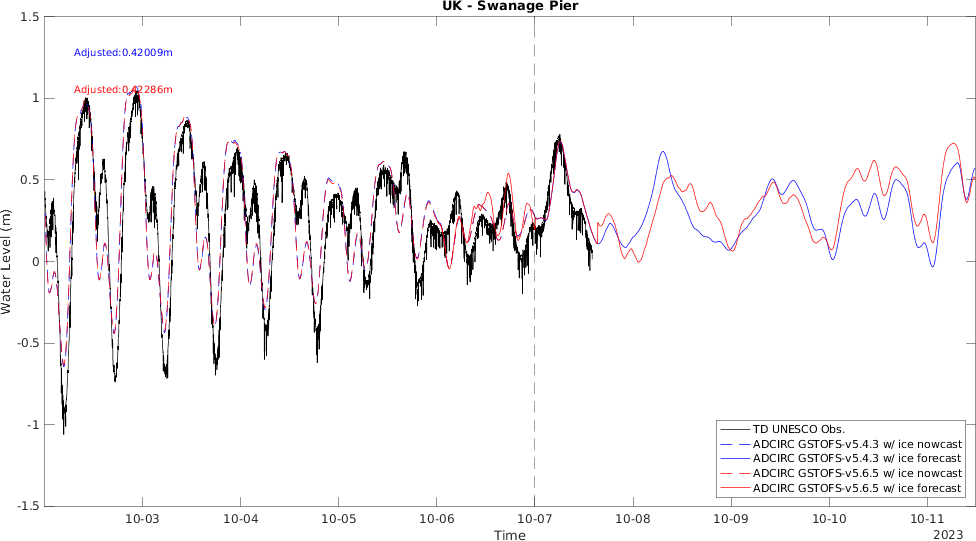 UK - Swanage Pier
1.5
Adjusted:0.42009m
Adjusted:0.42286m
1
0.5
0
-0.5
-1
-1.5
Water Level (m)
TD UNESCO Obs.
ADCIRC GSTOFS-v5.4.3 w/ ice nowcast
ADCIRC GSTOFS-v5.4.3 w/ ice forecast
ADCIRC GSTOFS-v5.6.5 w/ ice nowcast
ADCIRC GSTOFS-v5.6.5 w/ ice forecast
10-03 10-04 10-05 10-06 10-07 10-08 10-09 10-10 10-11
Time
2023